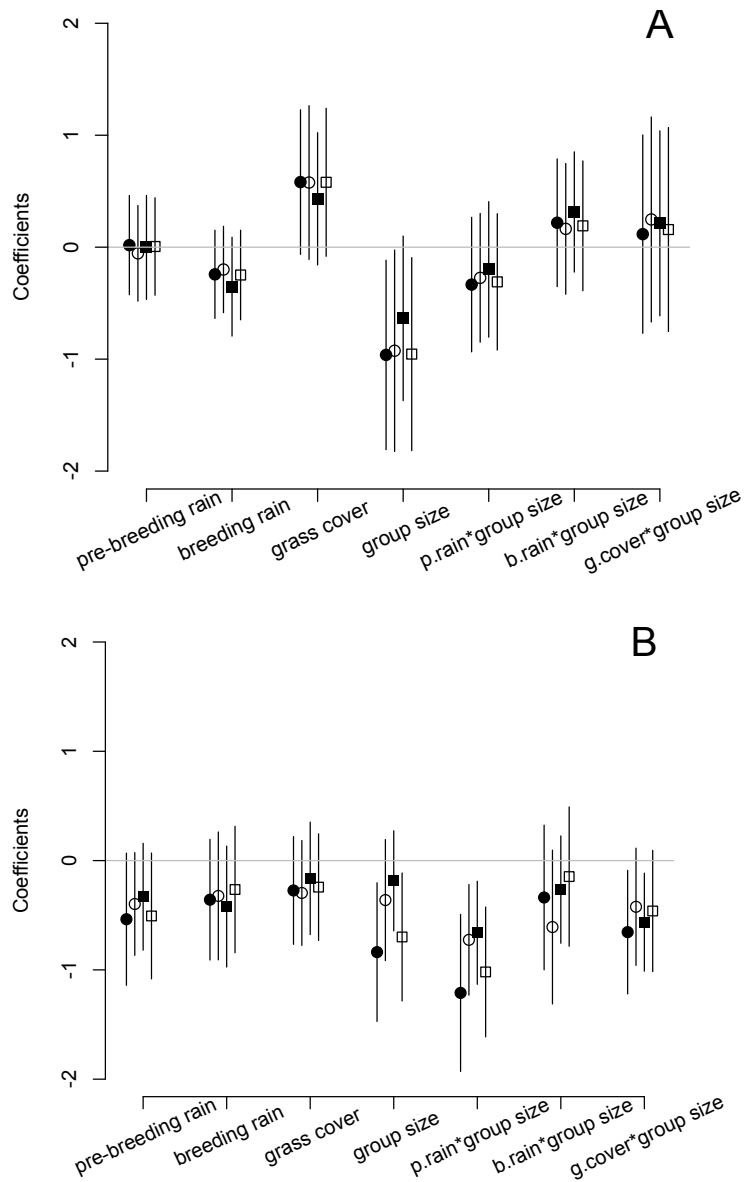 A
2
1
0
-1
-2
Coefficients
pre-breeding rain
breeding rain
grass cover
group size
p.rain*group size
b.rain*group size
g.cover*group size
B
2
1
0
-1
-2
Coefficients
pre-breeding rain
breeding rain
grass cover
group size
p.rain*group size
b.rain*group size
g.cover*group size